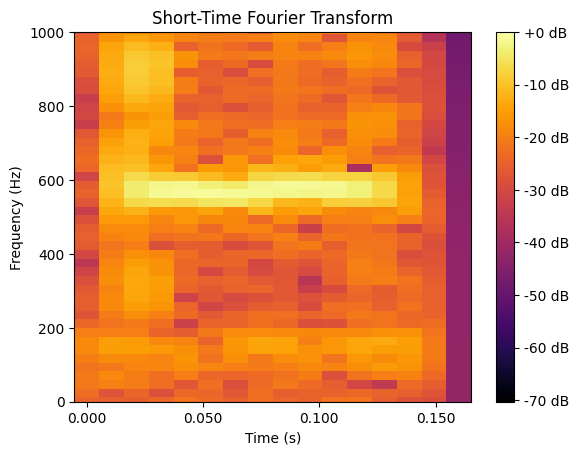 Short-Time Fourier Transform
1000
800
600
400
200
0
Frequency (Hz)
0.000
0.050
0.100
0.150
Time (s)
+0 dB
-10 dB
-20 dB
-30 dB
-40 dB
-50 dB
-60 dB
-70 dB